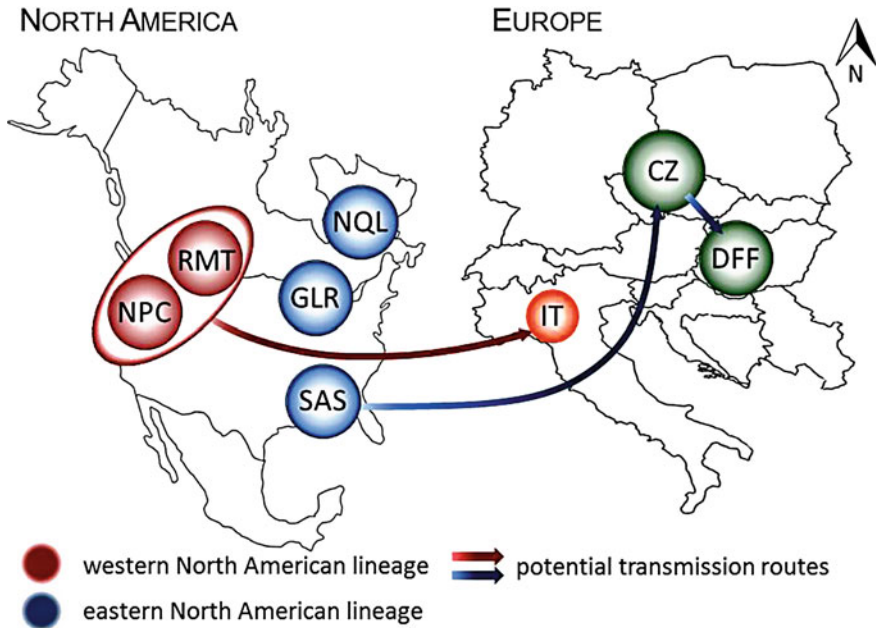 NORTH AMERICA
EUROPE
N
CZ
NQL
DFF
RMT
GLR
NPC
IT
SAS
western North American lineage
potential transmission routes
eastern North American lineage